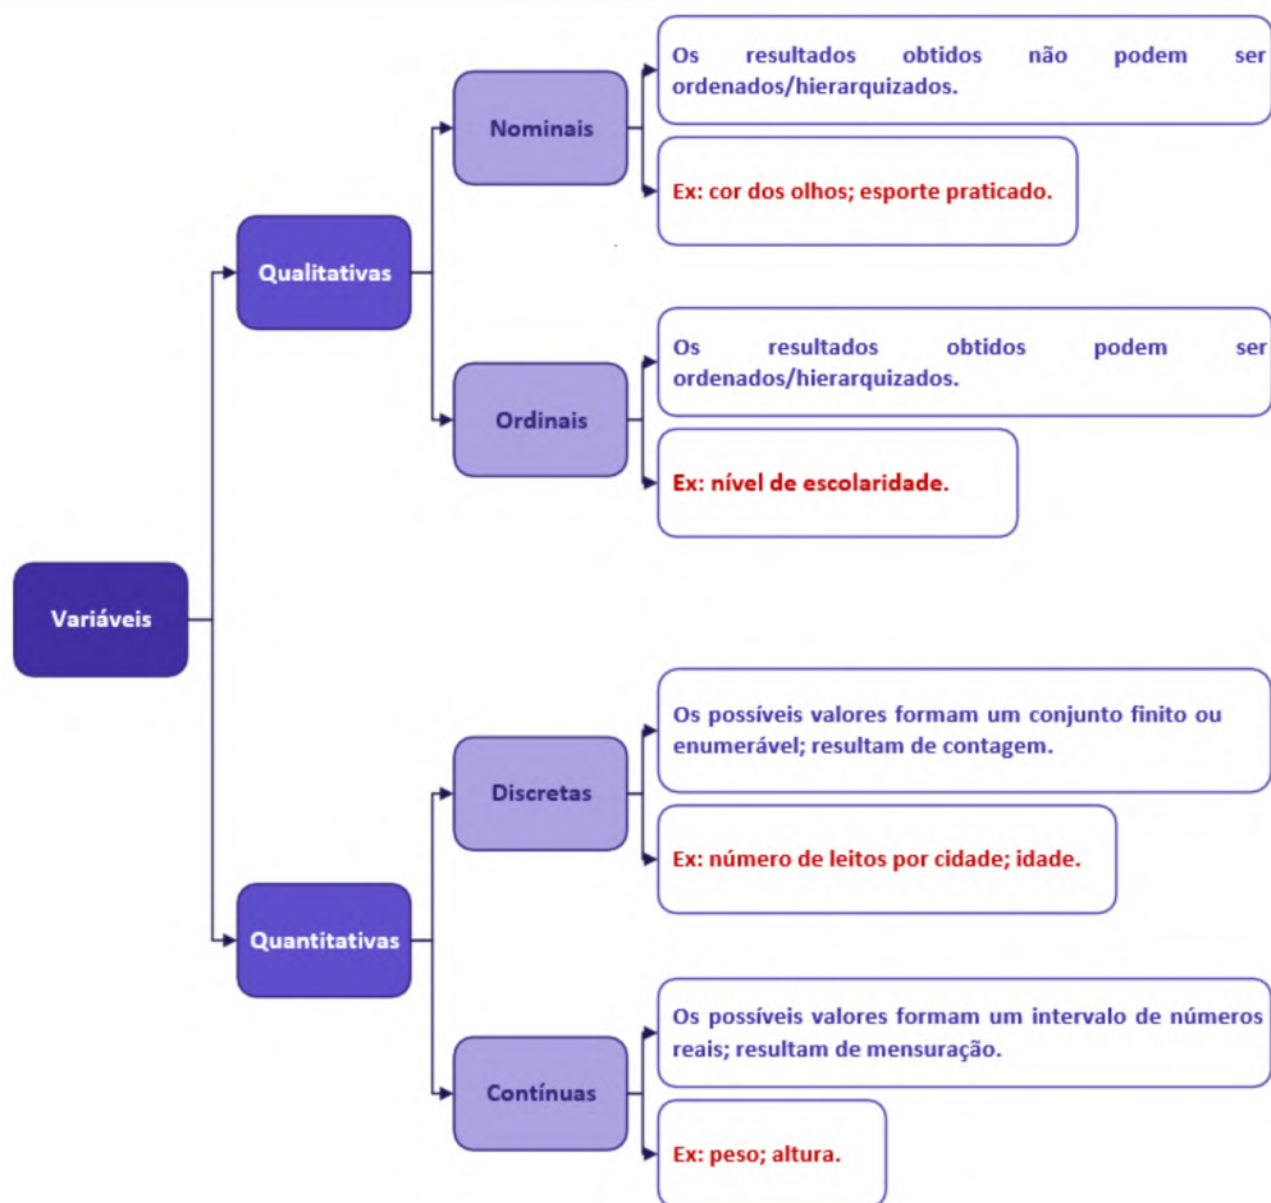 Os resultados obtidos não podem ser
ordenados/hierarquizados.
Nominais
Ex: cor dos olhos; esporte praticado.
Qualitativas
Os resultados obtidos podem ser
ordenados/hierarquizados.
Ordinais
Ex: nível de escolaridade.
Variáveis
Os possíveis valores formam um conjunto finito ou
enumerável; resultam de contagem.
Discretas
Ex: número de leitos por cidade; idade.
Quantitativas
Os possíveis valores formam um intervalo de números
reais; resultam de mensuração.
Contínuas
Ex: peso; altura.